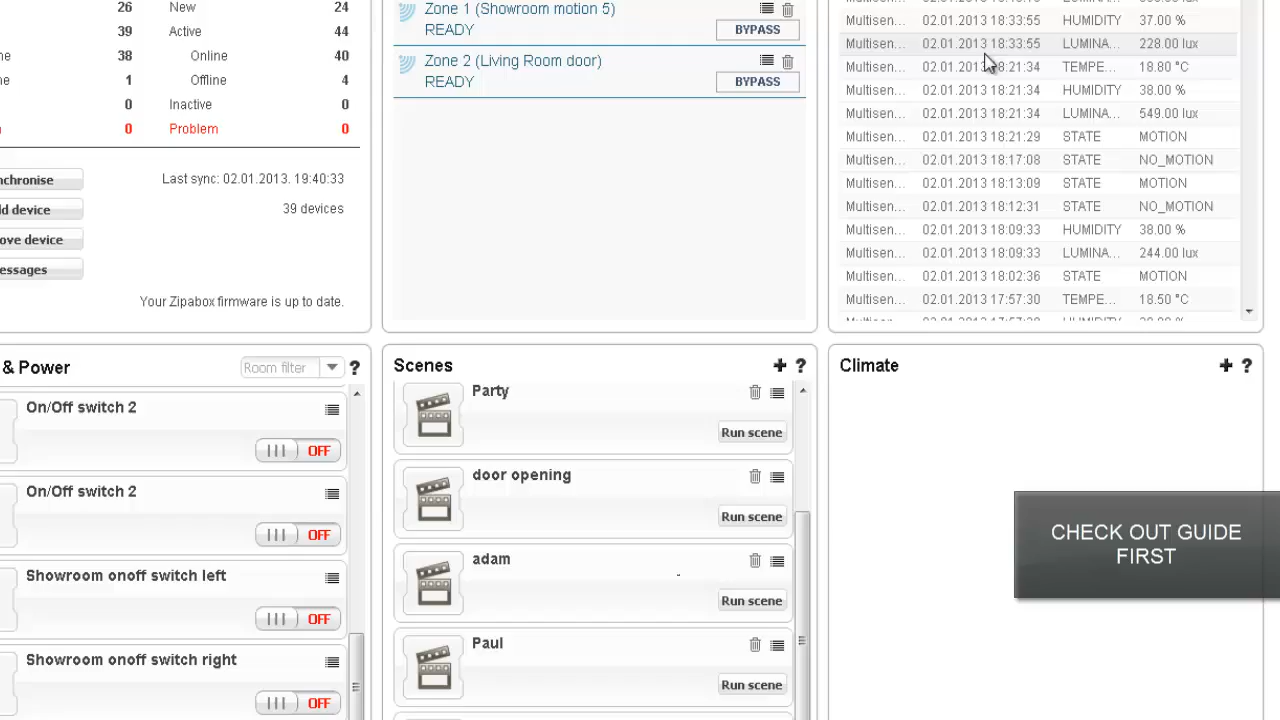 26 New 24
39 Active 44
ne 38 Online 40
ne 1 Offline 4
0 Inactive 0
0 Problem 0
nchronise
Last sync: 02.01.2013. 19:40:33
ld device
39 devices
ove device
essages
Your Zipabox firmware is up to date.
Zone 1 (Showroom motion 5)
READY
BYPASS
Zone 2 (Living Room door)
READY
BYPASS
Multisen... 02.01.2013 18:33:55 HUMIDITY 37.00 %
Multisen... 02.01.2013 18:33:55 LUMINA... 228.00 lux
Multisen... 02.01.2013 18:21:34 TEMPE... 18.80 °C
Multisen... 02.01.2013 18:21:34 HUMIDITY 38.00 %
Multisen... 02.01.2013 18:21:34 LUMINA... 549.00 lux
Multisen... 02.01.2013 18:21:29 STATE MOTION
Multisen... 02.01.2013 18:17:08 STATE NO_MOTION
Multisen... 02.01.2013 18:13:09 STATE MOTION
Multisen... 02.01.2013 18:12:31 STATE NO_MOTION
Multisen... 02.01.2013 18:09:33 HUMIDITY 38.00 %
Multisen... 02.01.2013 18:09:33 LUMINA... 244.00 lux
Multisen... 02.01.2013 18:02:36 STATE MOTION
Multisen... 02.01.2013 17:57:30 TEMPE... 18.50 °C
& Power
Room filter
?
On/Off switch 2
OFF
On/Off switch 2
OFF
Showroom onoff switch left
OFF
Showroom onoff switch right
OFF
Scenes + ?
Party
Run scene
door opening
Run scene
adam
Run scene
Paul
Run scene
Climate + ?
CHECK OUT GUIDE
FIRST